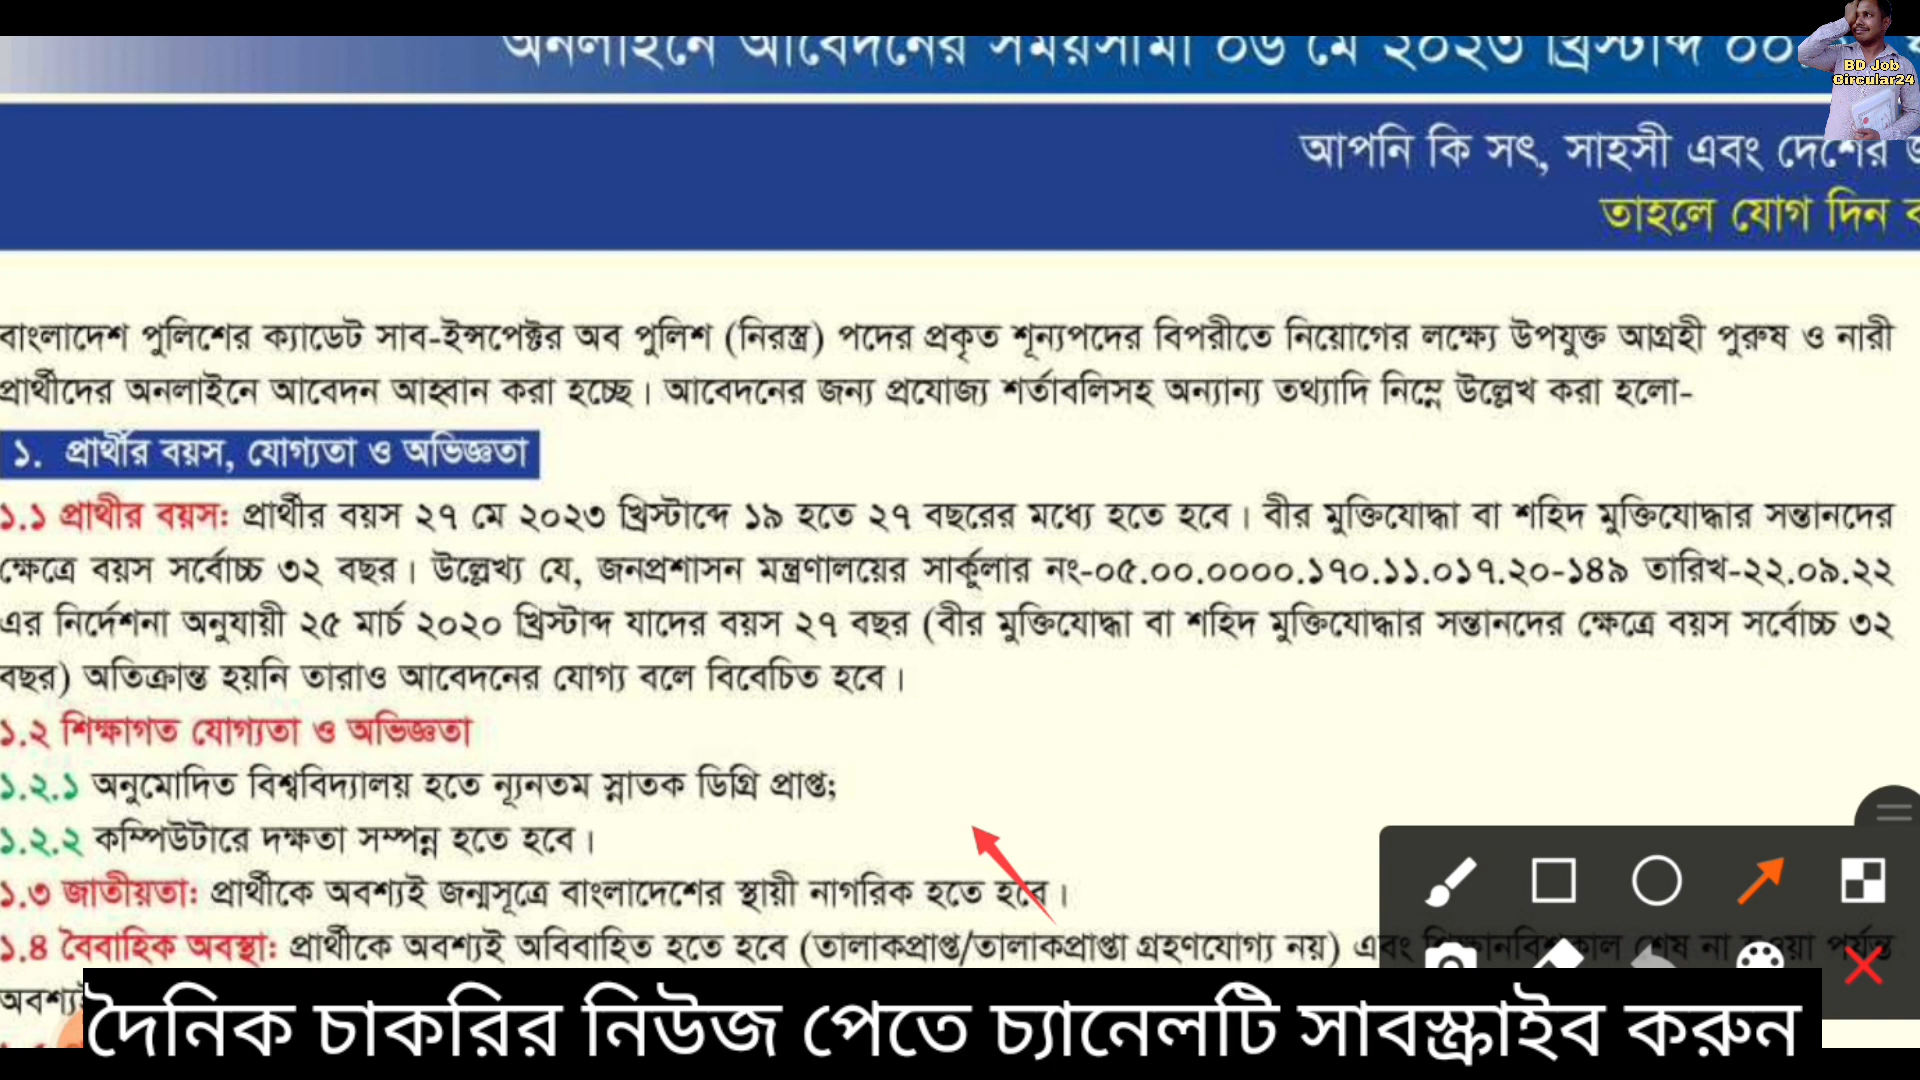 অনলাইনে আবেদনের সময়সীমা ০৬ মে ২০২৩ খ্রিস্টাব্দ
BD Job
Circular24
আপনি কি সৎ, সাহসী এবং দেশের
তাহলে যোগ দিন
বাংলাদেশ পুলিশের ক্যাডেট সাব-ইন্সপেক্টর অব পুলিশ (নিরস্ত্র) পদের প্রকৃত শূন্যপদের বিপরীতে নিয়োগের লক্ষ্যে উপযুক্ত আগ্রহী পুরুষ ও নারী
প্রার্থীদের অনলাইনে আবেদন আহ্বান করা হচ্ছে। আবেদনের জন্য প্রযোজ্য শর্তাবলিসহ অন্যান্য তথ্যাদি নিম্নে উল্লেখ করা হলো-
১. প্রার্থীর বয়স, যোগ্যতা ও অভিজ্ঞতা
১.১ প্রার্থীর বয়স: প্রার্থীর বয়স ২৭ মে ২০২৩ খ্রিস্টাব্দে ১৯ হতে ২৭ বছরের মধ্যে হতে হবে। বীর মুক্তিযোদ্ধা বা শহিদ মুক্তিযোদ্ধার সন্তানদের
ক্ষেত্রে বয়স সর্বোচ্চ ৩২ বছর। উল্লেখ্য যে, জনপ্রশাসন মন্ত্রণালয়ের সার্কুলার নং-০৫.০০.০০০০.১৭০.১১.০১৭.২০-১৪৯ তারিখ-২২.০৯.২২
এর নির্দেশনা অনুযায়ী ২৫ মার্চ ২০২০ খ্রিস্টাব্দ যাদের বয়স ২৭ বছর (বীর মুক্তিযোদ্ধা বা শহিদ মুক্তিযোদ্ধার সন্তানদের ক্ষেত্রে বয়স সর্বোচ্চ ৩২
বছর) অতিক্রান্ত হয়নি তারাও আবেদনের যোগ্য বলে বিবেচিত হবে।
১.২ শিক্ষাগত যোগ্যতা ও অভিজ্ঞতা
১.২.১ অনুমোদিত বিশ্ববিদ্যালয় হতে ন্যূনতম স্নাতক ডিগ্রি প্রাপ্ত;
১.২.২ কম্পিউটারে দক্ষতা সম্পন্ন হতে হবে।
১.৩ জাতীয়তা: প্রার্থীকে অবশ্যই জন্মসূত্রে বাংলাদেশের স্থায়ী নাগরিক হতে হবে।
১.৪ বৈবাহিক অবস্থা: প্রার্থীকে অবশ্যই অবিবাহিত হতে হবে (তালাকপ্রাপ্ত/তালাকপ্রাপ্তা গ্রহণযোগ্য নয়) এবং শিক্ষানবিশকাল শেষ না হওয়া পর্যন্ত
দৈনিক চাকরির নিউজ পেতে চ্যানেলটি সাবস্ক্রাইব করুন